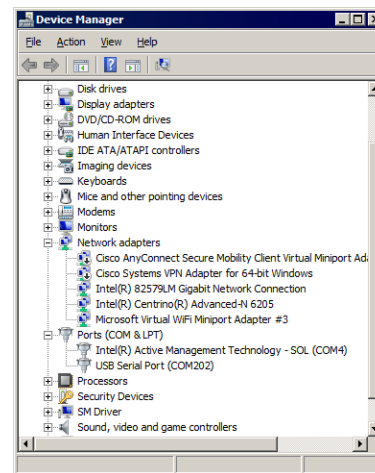 Device Manager
File Action View Help
Disk drives
Display adapters
DVD/CD-ROM drives
Human Interface Devices
IDE ATA/ATAPI controllers
Imaging devices
Keyboards
Mice and other pointing devices
Modems
Monitors
Network adapters
Cisco AnyConnect Secure Mobility Client Virtual Miniport Ada
Cisco Systems VPN Adapter for 64-bit Windows
Intel(R) 82579LM Gigabit Network Connection
Intel(R) Centrino(R) Advanced-N 6205
Microsoft Virtual WiFi Miniport Adapter #3
Ports (COM & LPT)
Intel(R) Active Management Technology - SOL (COM4)
USB Serial Port (COM202)
Processors
Security Devices
SM Driver
Sound, video and game controllers